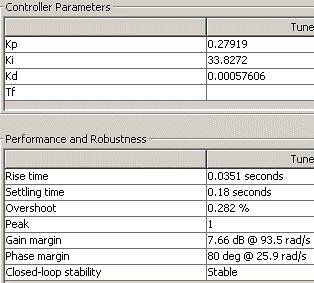 Controller Parameters
Tune
Kp 0.27919
Ki 33.8272
Kd 0.00057606
Tf
Performance and Robustness
Tune
Rise time 0.0351 seconds
Settling time 0.18 seconds
Overshoot 0.282 %
Peak 1
Gain margin 7.66 dB @ 93.5 rad/s
Phase margin 80 deg @ 25.9 rad/s
Closed-loop stability Stable